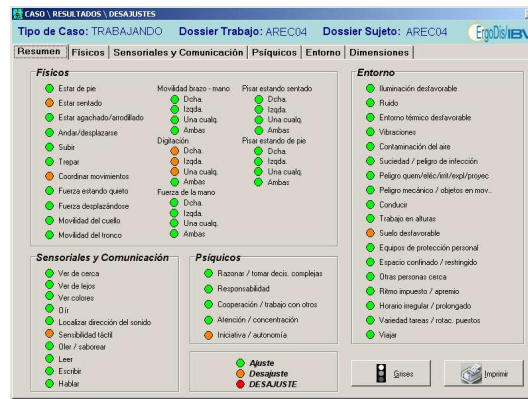 CASO \ RESULTADOS \ DESAJUSTES
Tipo de Caso: TRABAJANDO Dossier Trabajo: AREC04 Dossier Sujeto: AREC04 ErgoDis/IBV
Resumen Físicos Sensoriales y Comunicación Psíquicos Entorno Dimensiones
Físicos
Estar de pie
Estar sentado
Estar agachado/arrodillado
Andar/desplazarse
Subir
Trepar
Coordinar movimientos
Fuerza estando quieto
Fuerza desplazándose
Movilidad del cuello
Movilidad del tronco
Movilidad brazo - mano
Dcha.
Izqda.
Una cualq.
Ambas
Digitación
Dcha.
Izqda.
Una cualq.
Ambas
Fuerza de la mano
Dcha.
Izqda.
Una cualq.
Ambas
Pisar estando sentado
Dcha.
Izqda.
Una cualq.
Ambas
Pisar estando de pie
Dcha.
Izqda.
Una cualq.
Ambas
Entorno
Iluminación desfavorable
Ruido
Entorno térmico desfavorable
Vibraciones
Contaminación del aire
Suciedad / peligro de infección
Peligro quem/eléc/irrit/expl/proyec
Peligro mecánico / objetos en mov..
Conducir
Trabajo en alturas
Suelo desfavorable
Equipos de protección personal
Espacio confinado / restringido
Otras personas cerca
Ritmo impuesto / apremio
Horario irregular / prolongado
Variedad tareas / rotac. puestos
Viajar
Sensoriales y Comunicación
Ver de cerca
Ver de lejos
Ver colores
Oír
Localizar dirección del sonido
Sensibilidad táctil
Oler / saborear
Leer
Escribir
Hablar
Psíquicos
Razonar / tomar decis. complejas
Responsabilidad
Cooperación / trabajo con otros
Atención / concentración
Iniciativa / autonomía
Ajuste
Desajuste
DESAJUSTE
Grises
Imprimir